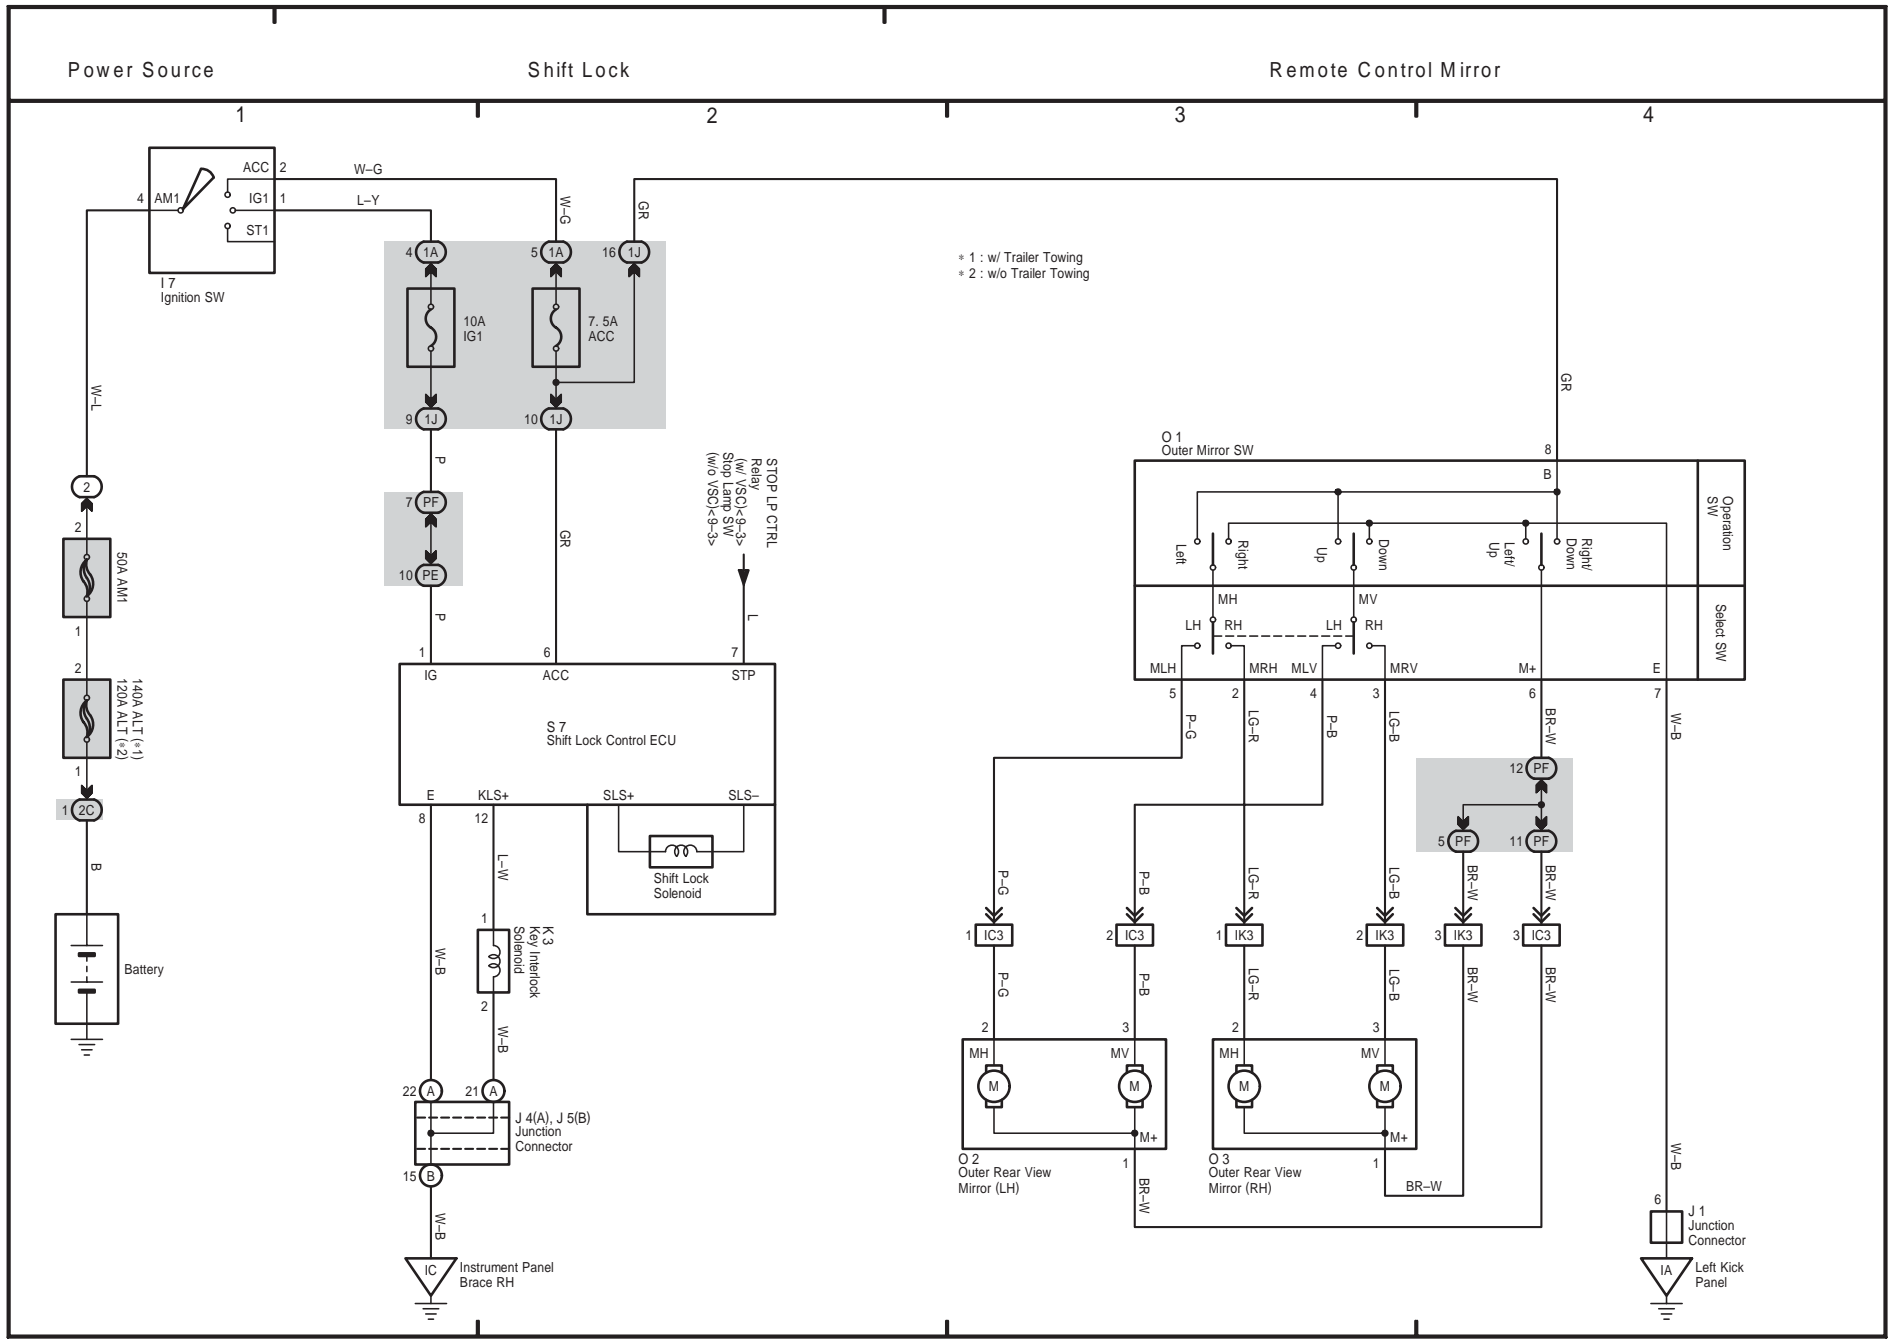 Power Source
Shift Lock
Remote Control Mirror
1
2
3
4
ACC
2
W–G
4
AM1
IG1
1
L–Y
ST1
I 7
Ignition SW
W–G
GR
4
1A
5
1A
16
1J
∗ 1 : w/ Trailer Towing
∗ 2 : w/o Trailer Towing
10A
IG1
7. 5A
ACC
9
1J
10
1J
W–L
2
2
50A AM1
1
2
140A ALT (∗1)
120A ALT (∗2)
1
1
2C
B
Battery
P
7
PF
10
PE
P
GR
STOP LP CTRL
Relay
(w/ VSC)<9–3>
Stop Lamp SW
(w/o VSC)<9–3>
L
1
6
7
IG
ACC
STP
S 7
Shift Lock Control ECU
E
KLS+
SLS+
SLS–
8
12
Shift Lock
Solenoid
L–W
1
K 3
Key Interlock
Solenoid
2
W–B
W–B
22
A
21
A
J 4(A), J 5(B)
Junction
Connector
15
B
W–B
IC
Instrument Panel
Brace RH
GR
O 1
Outer Mirror SW
8
B
Operation
SW
Left
Right
Up
Down
Left/
Up
Right/
Down
MH
MV
LH
RH
LH
RH
Select SW
MLH
MRH
MLV
MRV
M+
E
5
2
4
3
6
7
P–G
LG–R
P–B
LG–B
BR–W
W–B
12
PF
5
PF
11
PF
P–G
P–B
LG–R
LG–B
BR–W
BR–W
1
IC3
2
IC3
1
IK3
2
IK3
3
IK3
3
IC3
P–G
P–B
LG–R
LG–B
BR–W
BR–W
2
3
2
3
MH
MV
MH
MV
M
M
M
M
M+
M+
O 2
Outer Rear View
Mirror (LH)
1
O 3
Outer Rear View
Mirror (RH)
1
BR–W
BR–W
W–B
6
J 1
Junction
Connector
IA
Left Kick
Panel